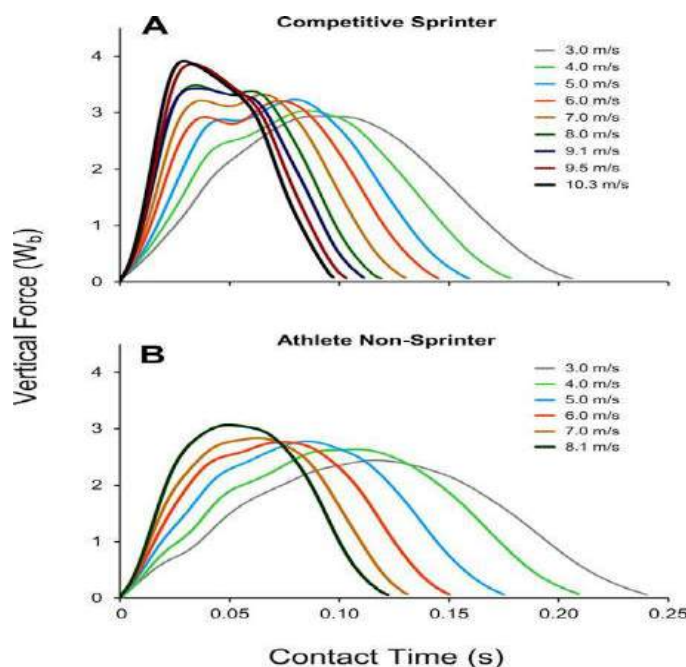 A
Competitive Sprinter
4
3
2
1
0
3.0 m/s
4.0 m/s
5.0 m/s
6.0 m/s
7.0 m/s
8.0 m/s
9.1 m/s
9.5 m/s
10.3 m/s
Vertical Force (Wb)
B
Athlete Non-Sprinter
4
3
2
1
0
3.0 m/s
4.0 m/s
5.0 m/s
6.0 m/s
7.0 m/s
8.1 m/s
0 0.05 0.10 0.15 0.20 0.25
Contact Time (s)